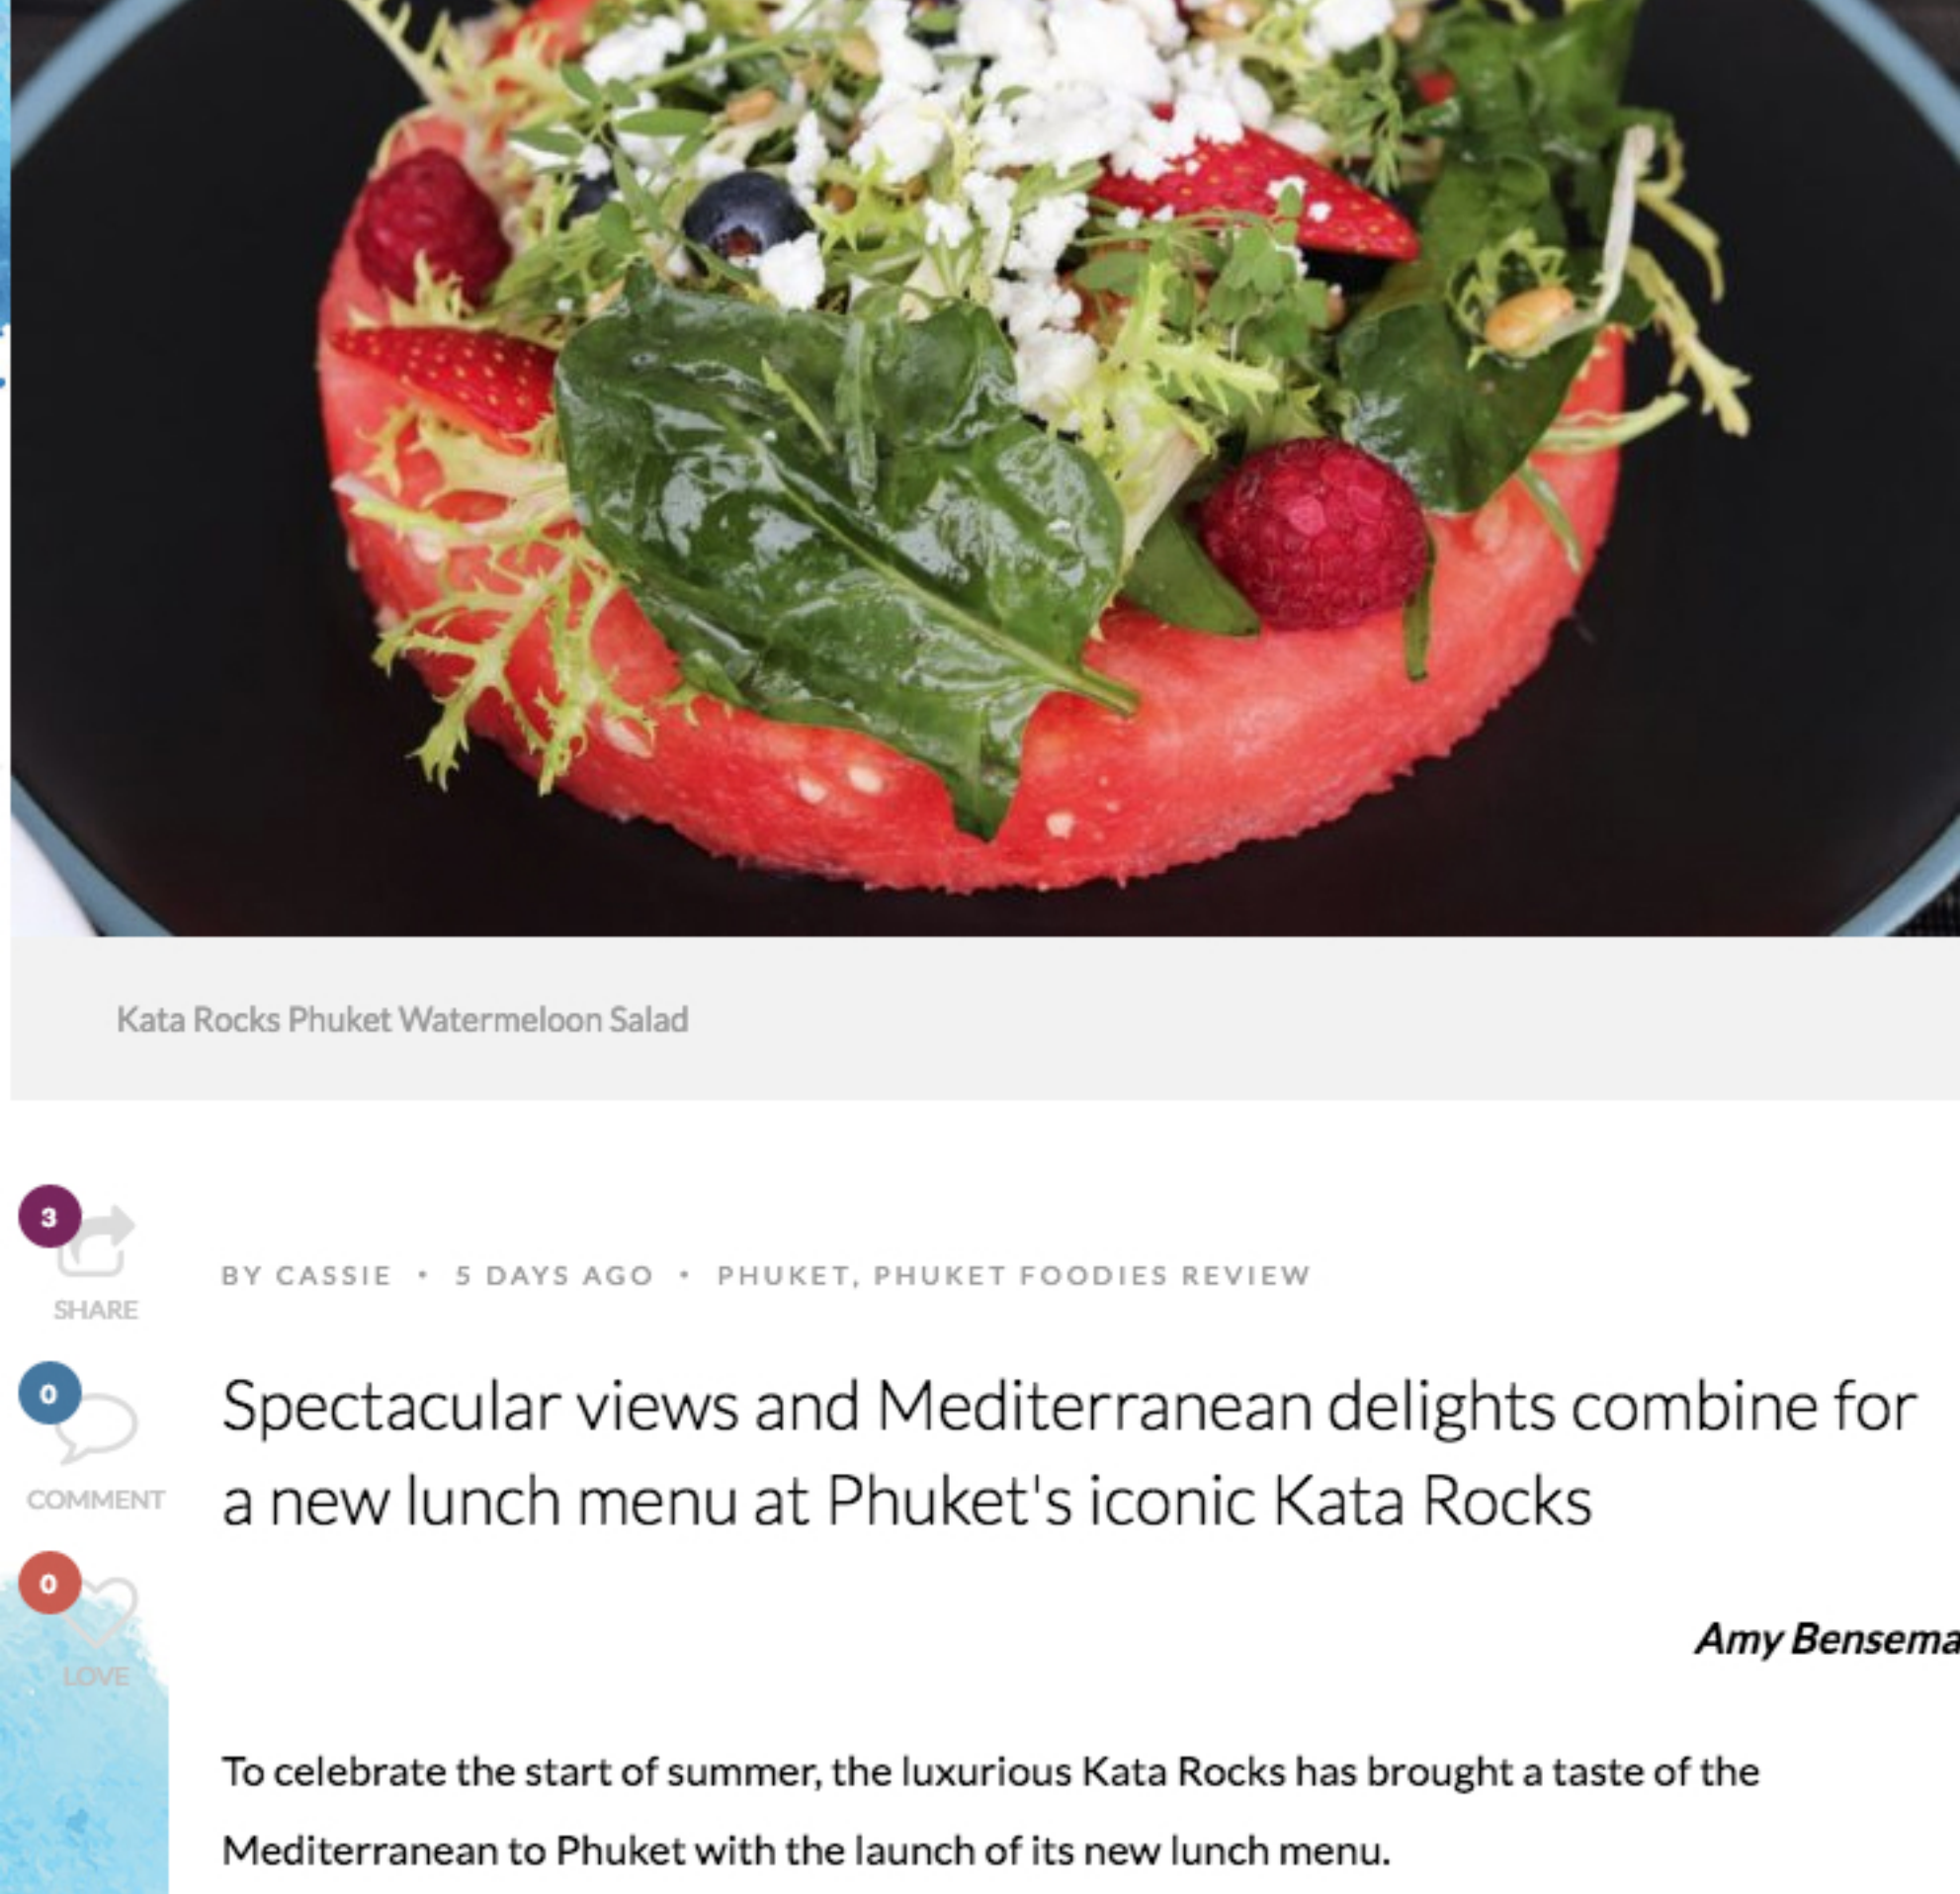 Kata Rocks Phuket Watermeloon Salad
3
SHARE
BY CASSIE • 5 DAYS AGO • PHUKET, PHUKET FOODIES REVIEW
0
COMMENT
Spectacular views and Mediterranean delights combine for
a new lunch menu at Phuket's iconic Kata Rocks
0
LOVE
Amy Bensema
To celebrate the start of summer, the luxurious Kata Rocks has brought a taste of the
Mediterranean to Phuket with the launch of its new lunch menu.